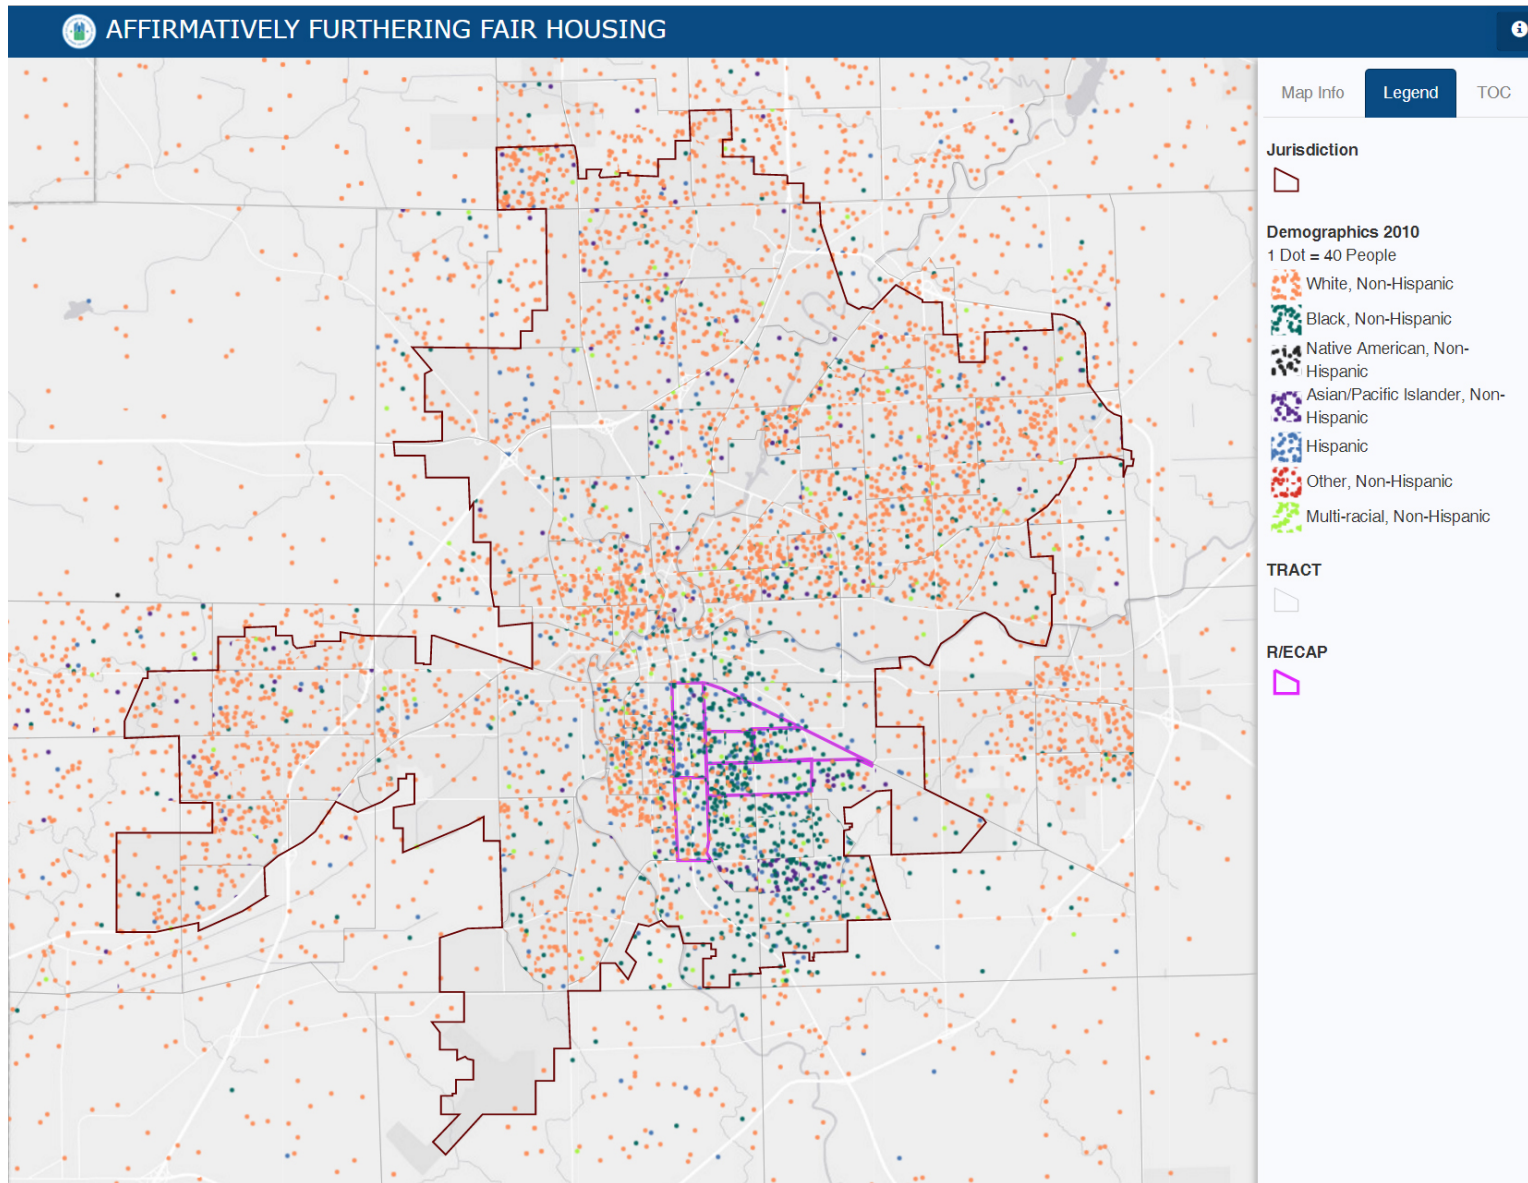 AFFIRMATIVELY FURTHERING FAIR HOUSING
Map Info Legend TOC
Jurisdiction
Demographics 2010
1 Dot = 40 People
White, Non-Hispanic
Black, Non-Hispanic
Native American, Non-
Hispanic
Asian/Pacific Islander, Non-
Hispanic
Hispanic
Other, Non-Hispanic
Multi-racial, Non-Hispanic
TRACT
R/ECAP